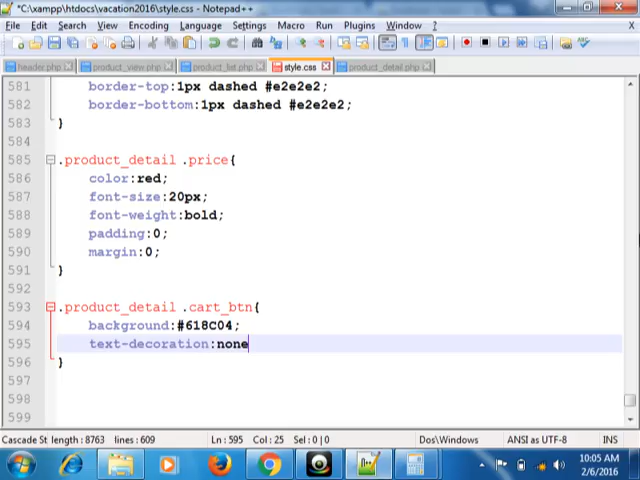 *C:\xampp\htdocs\vacation2016\style.css - Notepad++
File Edit Search View Encoding Language Settings Macro Run Plugins Window ? X
header.php product_view.php product_list.php style.css product_detail.php
581 border-top:1px dashed #e2e2e2;
582 border-bottom:1px dashed #e2e2e2;
583 }
584
585 .product_detail .price{
586 color:red;
587 font-size:20px;
588 font-weight:bold;
589 padding:0;
590 margin:0;
591 }
592
593 .product_detail .cart_btn{
594 background:#618C04;
595 text-decoration:none
596 }
597
598
599
Cascade St length : 8763 lines : 609 Ln : 595 Col : 25 Sel : 0 | 0 Dos\Windows ANSI as UTF-8 INS
10:05 AM
2/6/2016